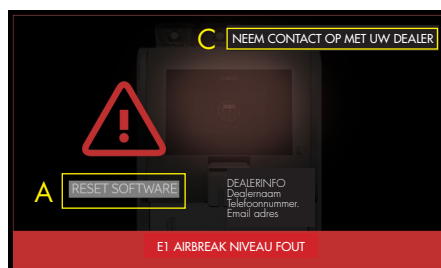 C
NEEM CONTACT OP MET UW DEALER
A
RESET SOFTWARE
DEALERINFO
Dealernaam
Telefoonnummer.
Email adres
E1 AIRBREAK NIVEAU FOUT